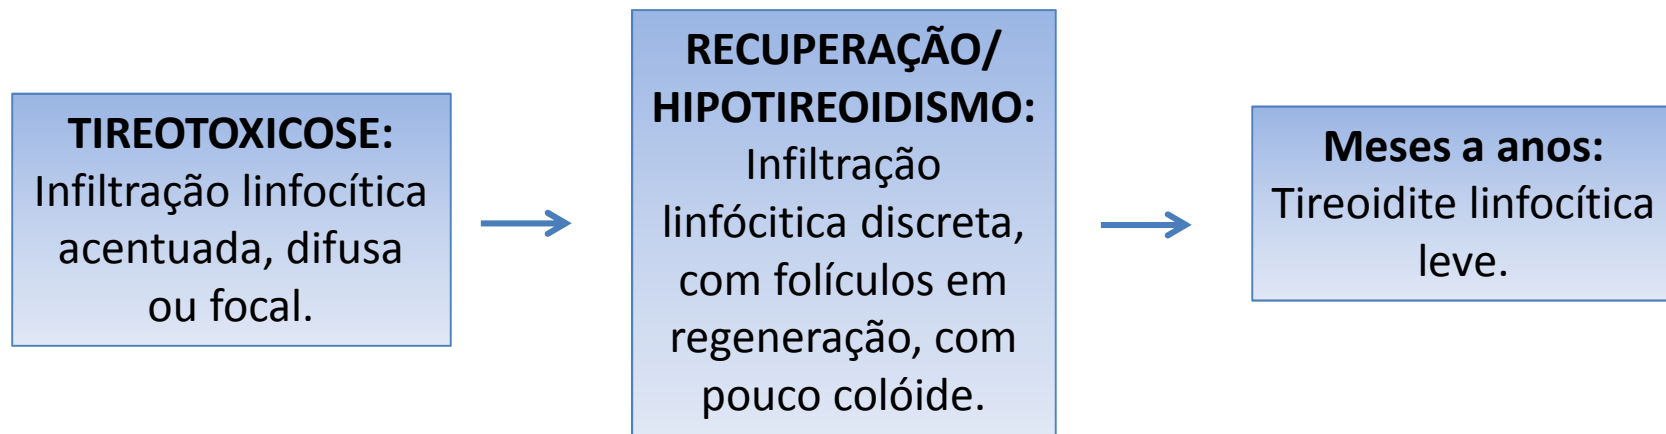 TIREOTOXICOSE:
Infiltração linfocítica
acentuada, difusa
ou focal.
RECUPERAÇÃO/
HIPOTIREOIDISMO:
Infiltração
linfócitica discreta,
com folículos em
regeneração, com
pouco colóide.
Meses a anos:
Tireoidite linfocítica
leve.